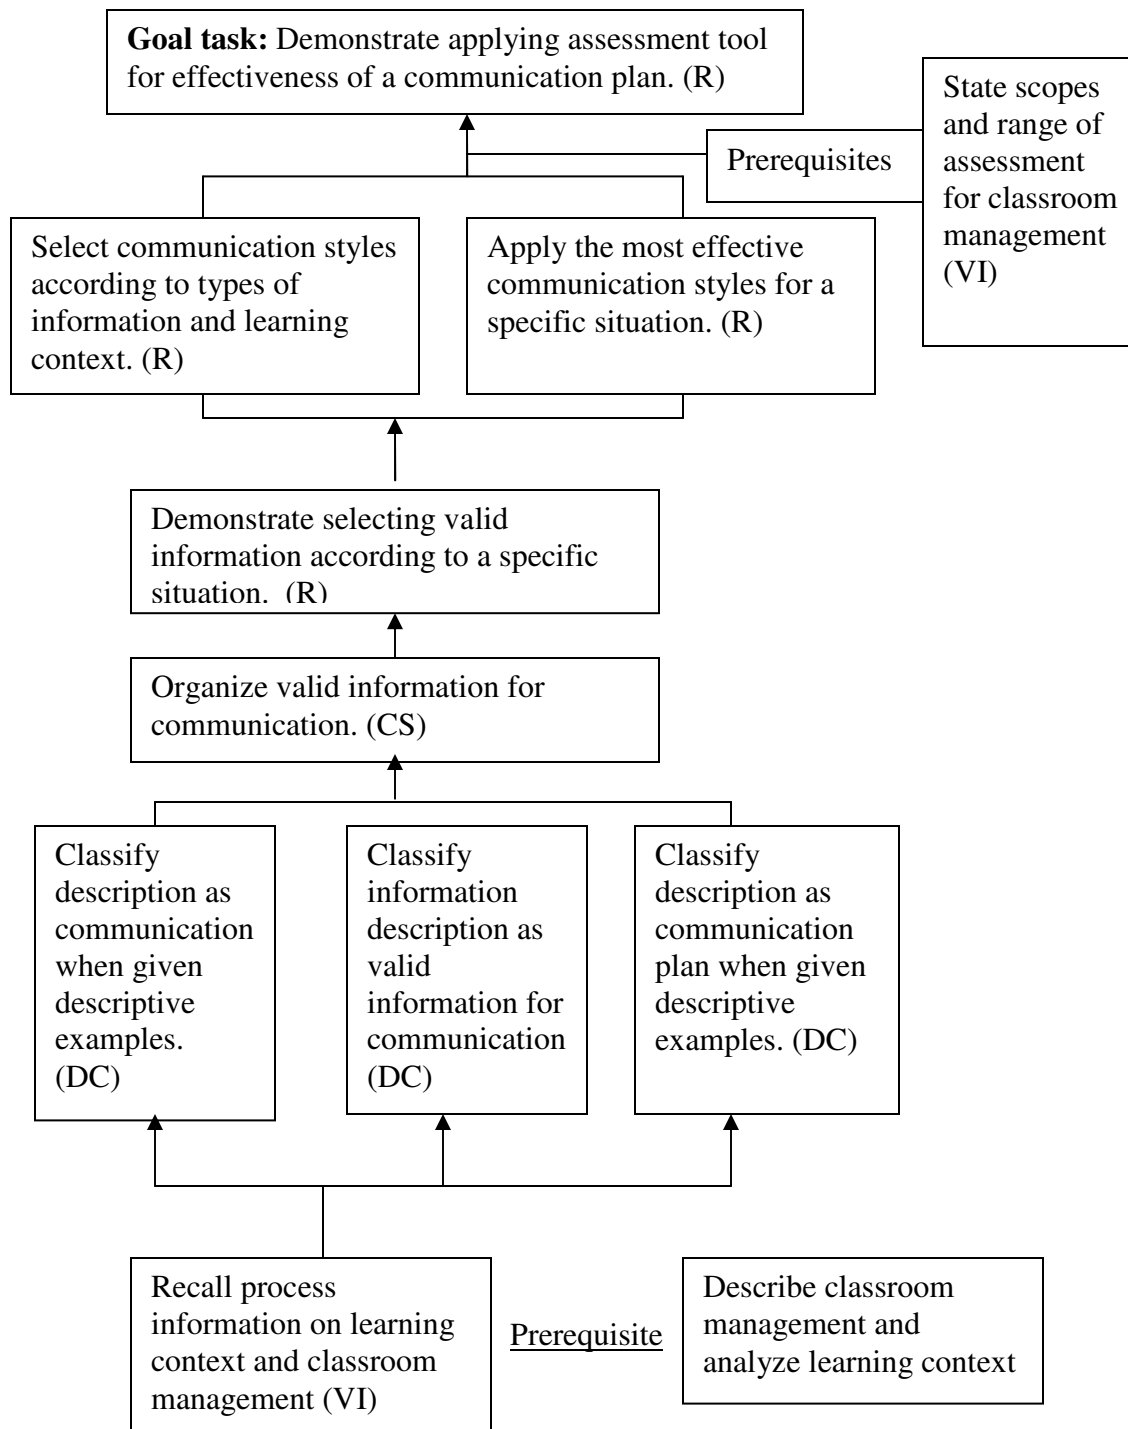 Goal task: Demonstrate applying assessment tool
for effectiveness of a communication plan. (R)
State scopes
and range of
assessment
for classroom
management
(VI)
Prerequisites
Select communication styles
according to types of
information and learning
context. (R)
Apply the most effective
communication styles for a
specific situation. (R)
Demonstrate selecting valid
information according to a specific
situation.  (R)
Organize valid information for
communication. (CS)
Classify
description as
communication
when given
descriptive
examples.
(DC)
Classify
information
description as
valid
information for
communication
(DC)
Classify
description as
communication
plan when given
descriptive
examples. (DC)
Recall process
information on learning
context and classroom
management (VI)
Prerequisite
Describe classroom
management and
analyze learning context